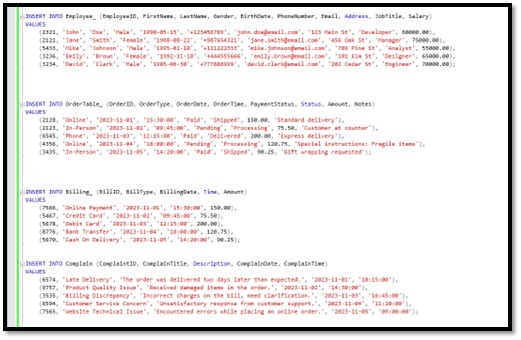 INSERT INTO Employee_ (EmployeeID, FirstName, LastName, Gender, BirthDate, PhoneNumber, Email, Address, JobTitle, Salary)
VALUES
(2321, 'John', 'Doe', 'Male', '1990-05-15', '+123456789', 'john.doe@email.com', '123 Main St', 'Developer', 60000.00),
(2121, 'Jane', 'Smith', 'Female', '1988-08-22', '+987654321', 'jane.smith@email.com', '456 Oak St', 'Manager', 75000.00),
(5433, 'Mike', 'Johnson', 'Male', '1995-02-10', '+111222333', 'mike.johnson@email.com', '789 Pine St', 'Analyst', 55000.00),
(3236, 'Emily', 'Brown', 'Female', '1992-11-18', '+444555666', 'emily.brown@email.com', '101 Elm St', 'Designer', 65000.00),
(3234, 'David', 'Clark', 'Male', '1985-06-30', '+777888999', 'david.clark@email.com', '202 Cedar St', 'Engineer', 70000.00);
INSERT INTO OrderTable_ (OrderID, OrderType, OrderDate, OrderTime, PaymentStatus, Status, Amount, Notes)
VALUES
(2128, 'Online', '2023-11-01', '15:30:00', 'Paid', 'Shipped', 150.00, 'Standard delivery'),
(2123, 'In-Person', '2023-11-02', '09:45:00', 'Pending', 'Processing', 75.50, 'Customer at counter'),
(6545, 'Phone', '2023-11-03', '12:15:00', 'Paid', 'Delivered', 200.00, 'Express delivery'),
(4356, 'Online', '2023-11-04', '18:00:00', 'Pending', 'Processing', 120.75, 'Special instructions: Fragile items'),
(3435, 'In-Person', '2023-11-05', '14:20:00', 'Paid', 'Shipped', 90.25, 'Gift wrapping requested');
INSERT INTO Billing_ (BillID, BillType, BillingDate, Time, Amount)
VALUES
(7588, 'Online Payment', '2023-11-01', '15:30:00', 150.00),
(5467, 'Credit Card', '2023-11-02', '09:45:00', 75.50),
(5678, 'Debit Card', '2023-11-03', '12:15:00', 200.00),
(8776, 'Bank Transfer', '2023-11-04', '18:00:00', 120.75),
(5670, 'Cash On Delivery', '2023-11-05', '14:20:00', 90.25);
INSERT INTO Complain (ComplaintID, ComplaintTitle, Description, ComplainDate, ComplainTime)
VALUES
(6574, 'Late Delivery', 'The order was delivered two days later than expected.', '2023-11-01', '10:15:00'),
(9757, 'Product Quality Issue', 'Received damaged items in the order.', '2023-11-02', '14:30:00'),
(3535, 'Billing Discrepancy', 'Incorrect charges on the bill, need clarification.', '2023-11-03', '16:45:00'),
(8594, 'Customer Service Concern', 'Unsatisfactory response from customer support.', '2023-11-04', '11:20:00'),
(7565, 'Website Technical Issue', 'Encountered errors while placing an online order.', '2023-11-05', '09:00:00');